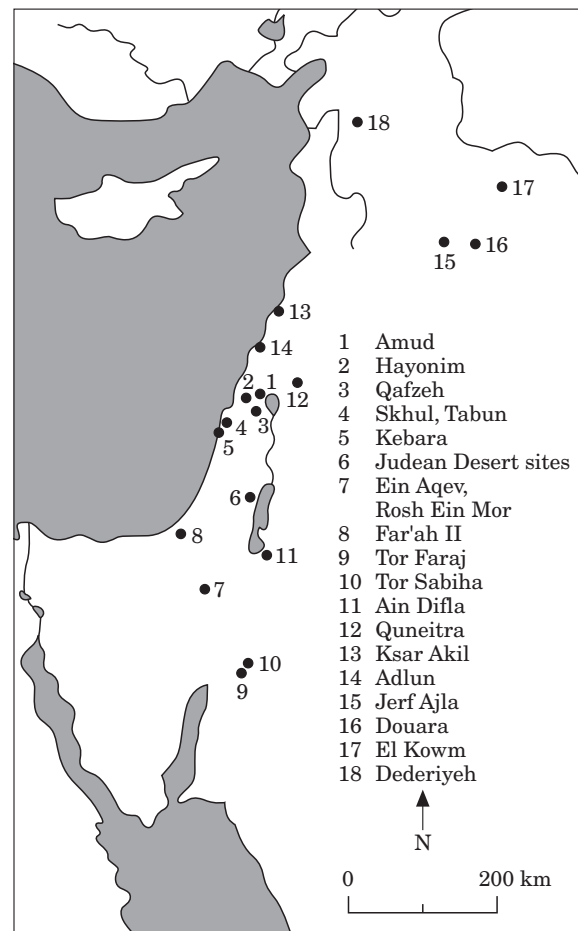 18
17
15
16
13
14
2
1
12
4
3
5
6
8
11
7
10
9
1 Amud
2 Hayonim
3 Qafzeh
4 Skhul, Tabun
5 Kebara
6 Judean Desert sites
7 Ein Aqev,
Rosh Ein Mor
8 Far'ah II
9 Tor Faraj
10 Tor Sabiha
11 Ain Difla
12 Quneitra
13 Ksar Akil
14 Adlun
15 Jerf Ajla
16 Douara
17 El Kowm
18 Dederiyeh
N
0 200 km